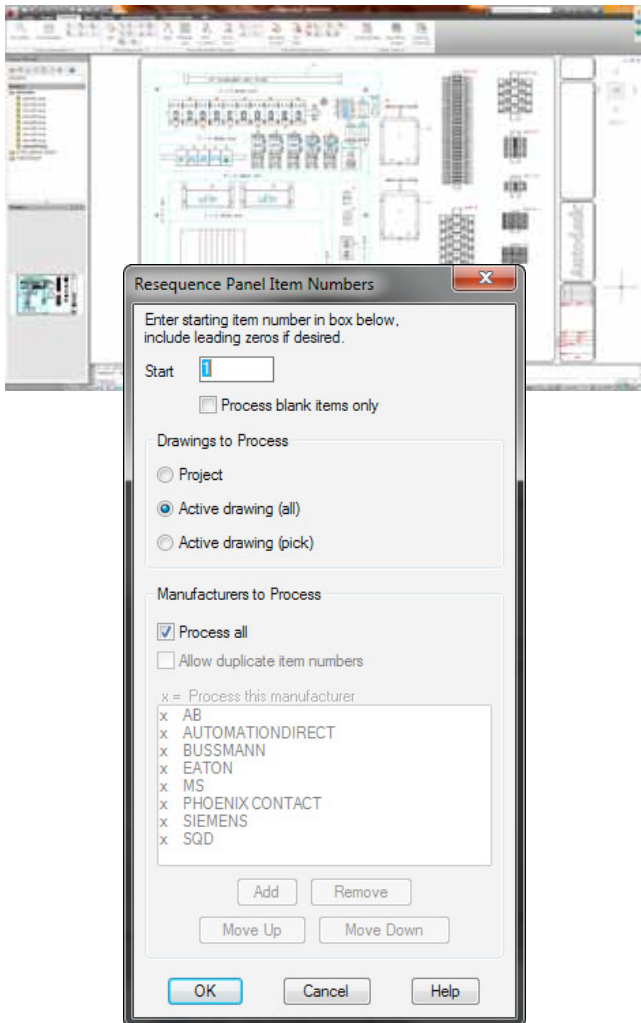 Autodesk
Resequence Panel Item Numbers
Enter starting item number in box below,
include leading zeros if desired.
Start 1
Process blank items only
Drawings to Process
Project
Active drawing (all)
Active drawing (pick)
Manufacturers to Process
Process all
Allow duplicate item numbers
x = Process this manufacturer
x AB
x AUTOMATIONDIRECT
x BUSSMANN
x EATON
x MS
x PHOENIX CONTACT
x SIEMENS
x SQD
Add Remove
Move Up Move Down
OK Cancel Help